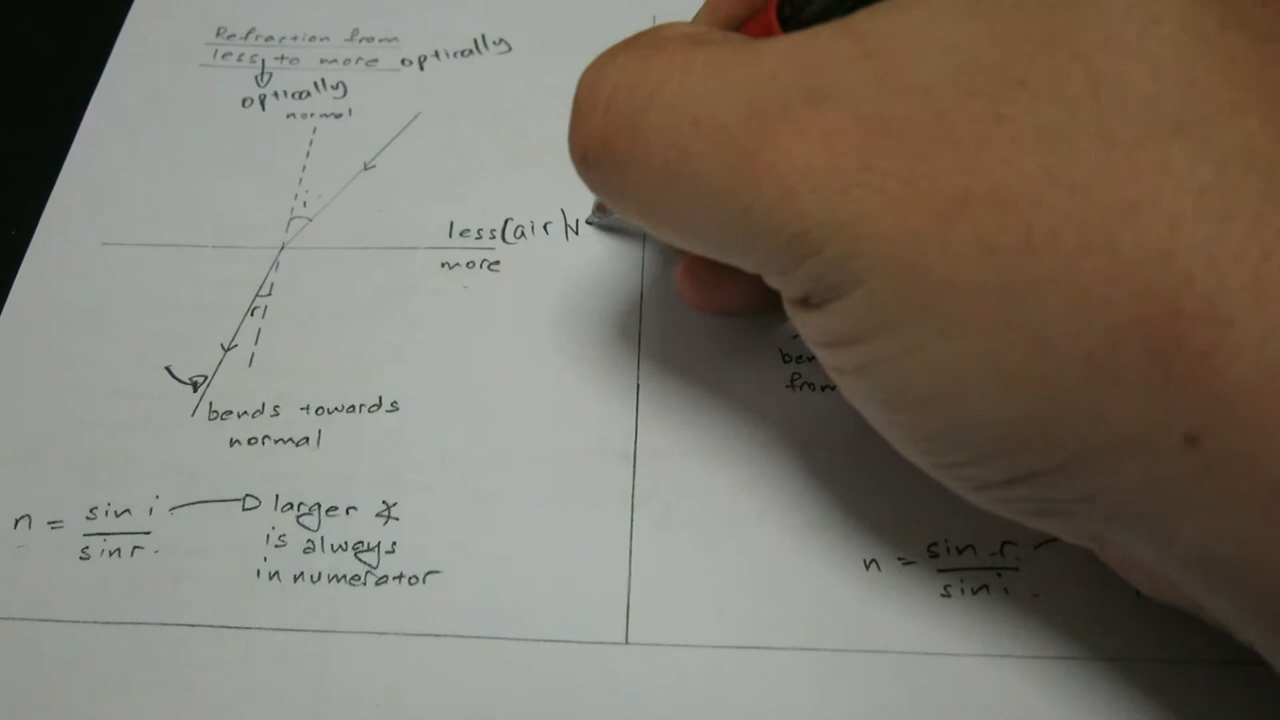 Refraction from
less to more optically
optically
normal
i
less (air) V
more
r
bends towards
normal
n = sin i
sin r.
larger ∡
is always
in numerator
from
n = sin r
sin i.